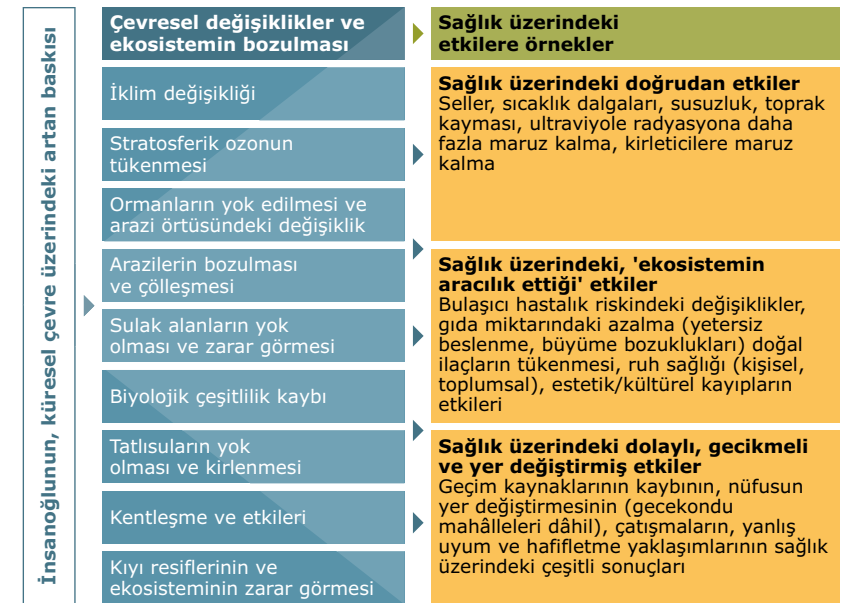 İnsanoğlunun, küresel çevre üzerindeki artan baskısı
Çevresel değişiklikler ve
ekosistemin bozulması
İklim değişikliği
Stratosferik ozonun
tükenmesi
Ormanların yok edilmesi ve
arazi örtüsündeki değişiklik
Arazilerin bozulması
ve çölleşmesi
Sulak alanların yok
olması ve zarar görmesi
Biyolojik çeşitlilik kaybı
Tatlısuların yok
olması ve kirlenmesi
Kentleşme ve etkileri
Kıyı resiflerinin ve
ekosisteminin zarar görmesi
Sağlık üzerindeki
etkilere örnekler
Sağlık üzerindeki doğrudan etkiler
Seller, sıcaklık dalgaları, susuzluk, toprak
kayması, ultraviyole radyasyona daha
fazla maruz kalma, kirleticilere maruz
kalma
Sağlık üzerindeki, 'ekosistemin
aracılık ettiği' etkiler
Bulaşıcı hastalık riskindeki değişiklikler,
gıda miktarındaki azalma (yetersiz
beslenme, büyüme bozuklukları) doğal
ilaçların tükenmesi, ruh sağlığı (kişisel,
toplumsal), estetik/kültürel kayıpların
etkileri
Sağlık üzerindeki dolaylı, gecikmeli
ve yer değiştirmiş etkiler
Geçim kaynaklarının kaybının, nüfusun
yer değiştirmesinin (gecekondu
mahâlleleri dâhil), çatışmaların, yanlış
uyum ve hafifletme yaklaşımlarının sağlık
üzerindeki çeşitli sonuçları